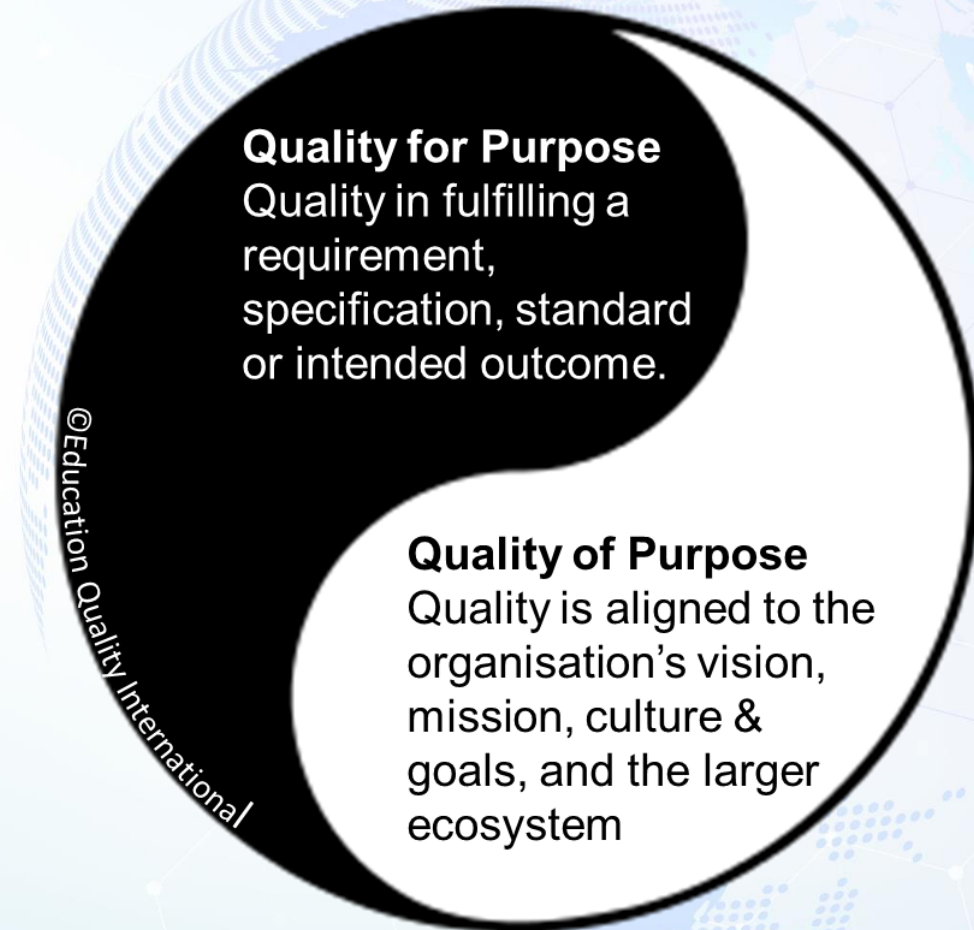 Quality for Purpose
Quality in fulfilling a
requirement,
specification, standard
or intended outcome.
©Education Quality International
Quality of Purpose
Quality is aligned to the
organisation’s vision,
mission, culture &
goals, and the larger
ecosystem